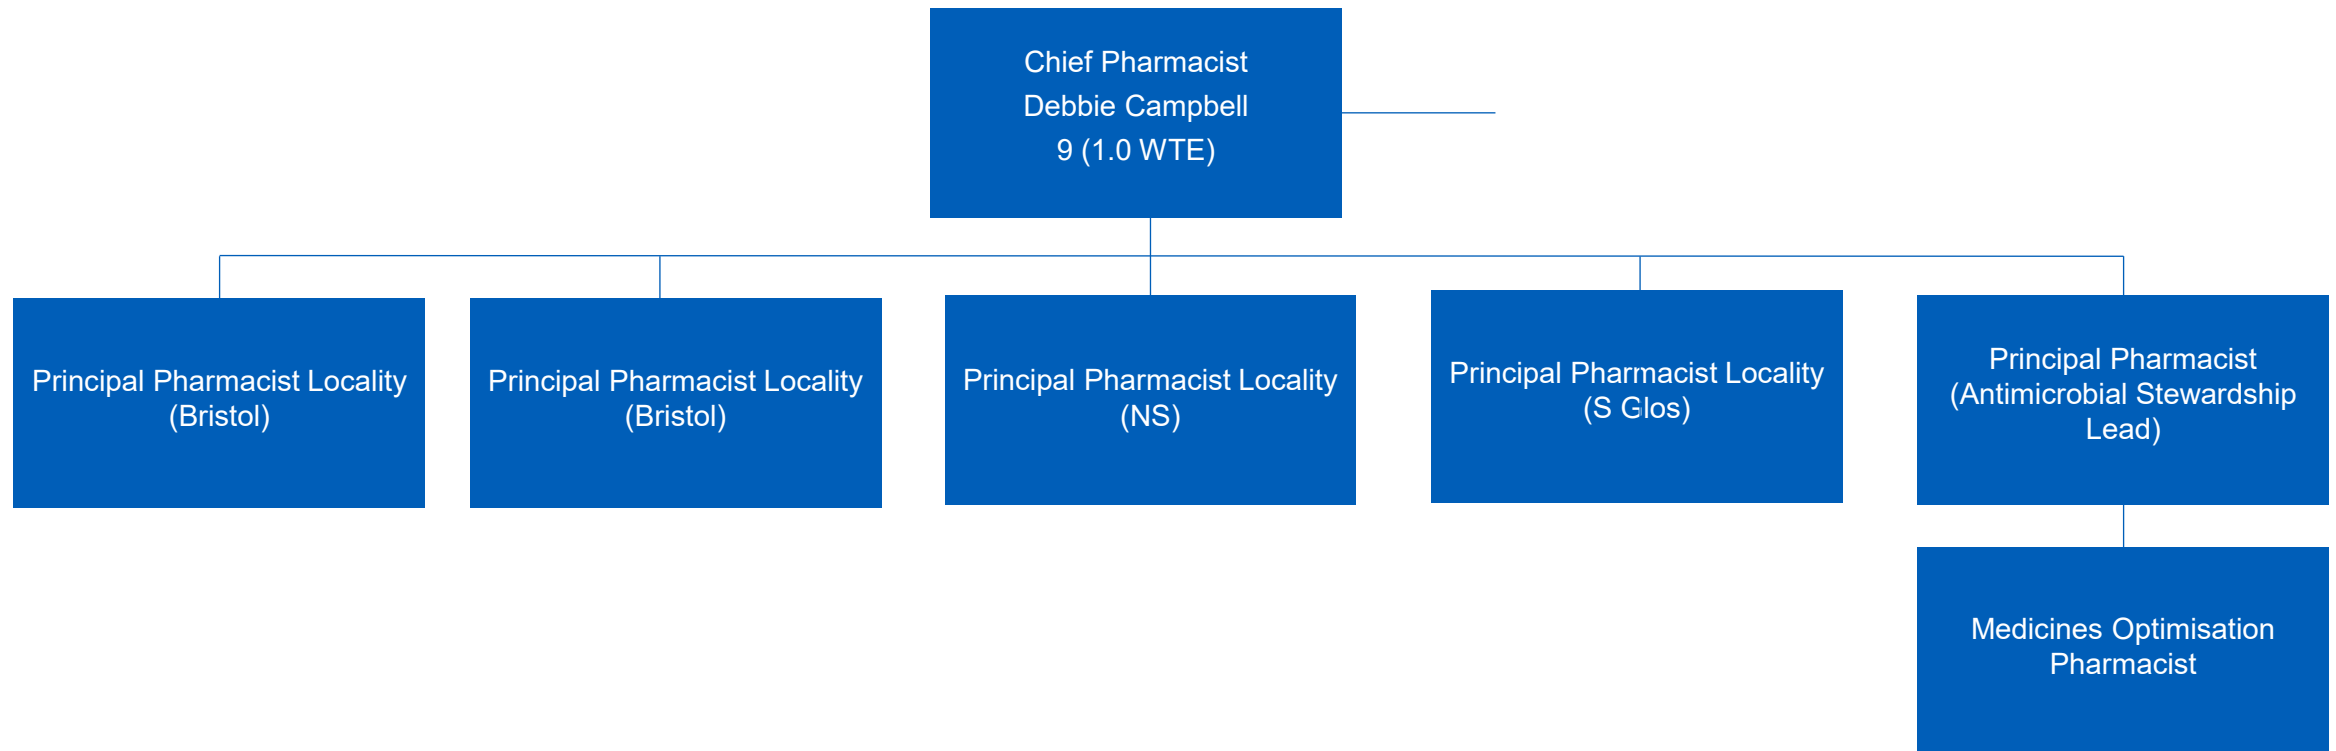 Chief Pharmacist
Debbie Campbell
9 (1.0 WTE)
Principal Pharmacist Locality
(Bristol)
Principal Pharmacist Locality
(Bristol)
Principal Pharmacist Locality
(NS)
Principal Pharmacist Locality
(S Glos)
Principal Pharmacist
(Antimicrobial Stewardship
Lead)
Medicines Optimisation
Pharmacist